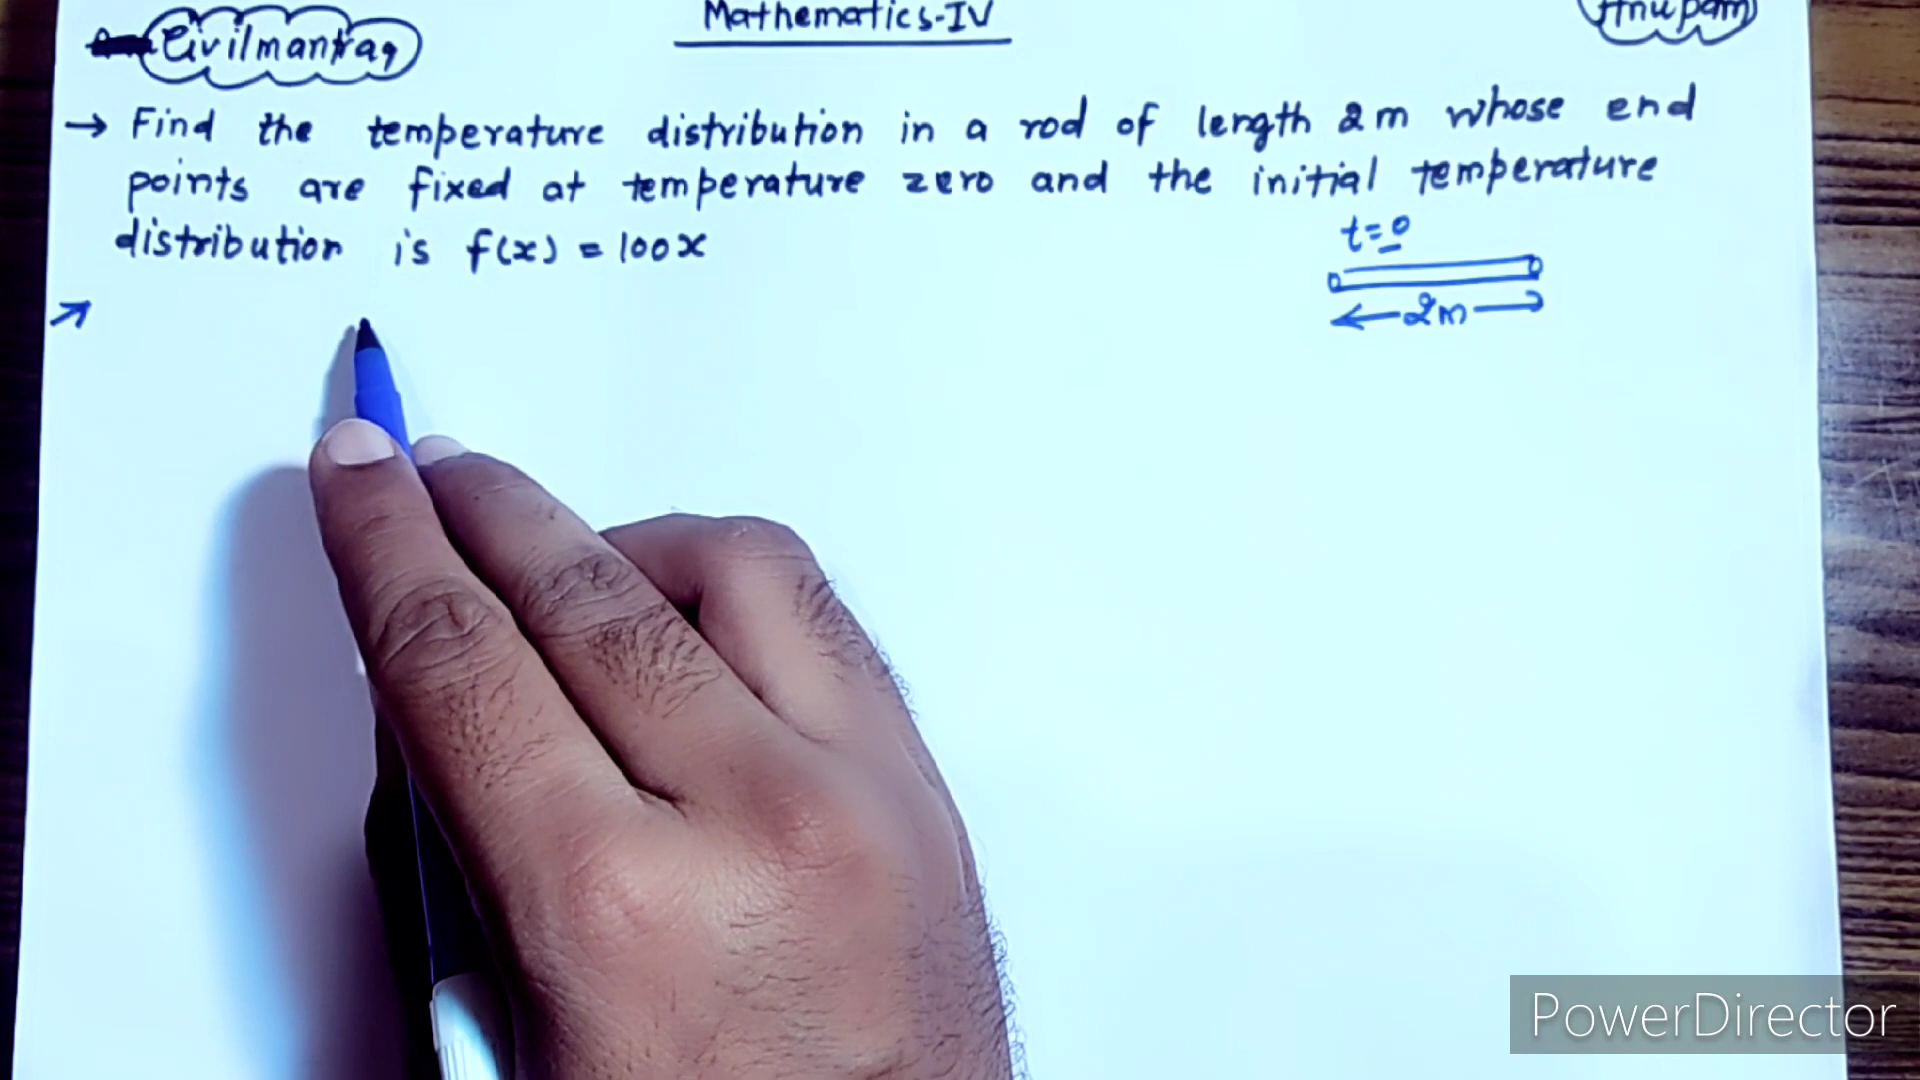 Mathematics-IV
Civilmantraq
Anupam
→ Find the temperature distribution in a rod of length 2m whose end
points are fixed at temperature zero and the initial temperature
distribution is f(x) = 100x
t=0
2m
PowerDirector